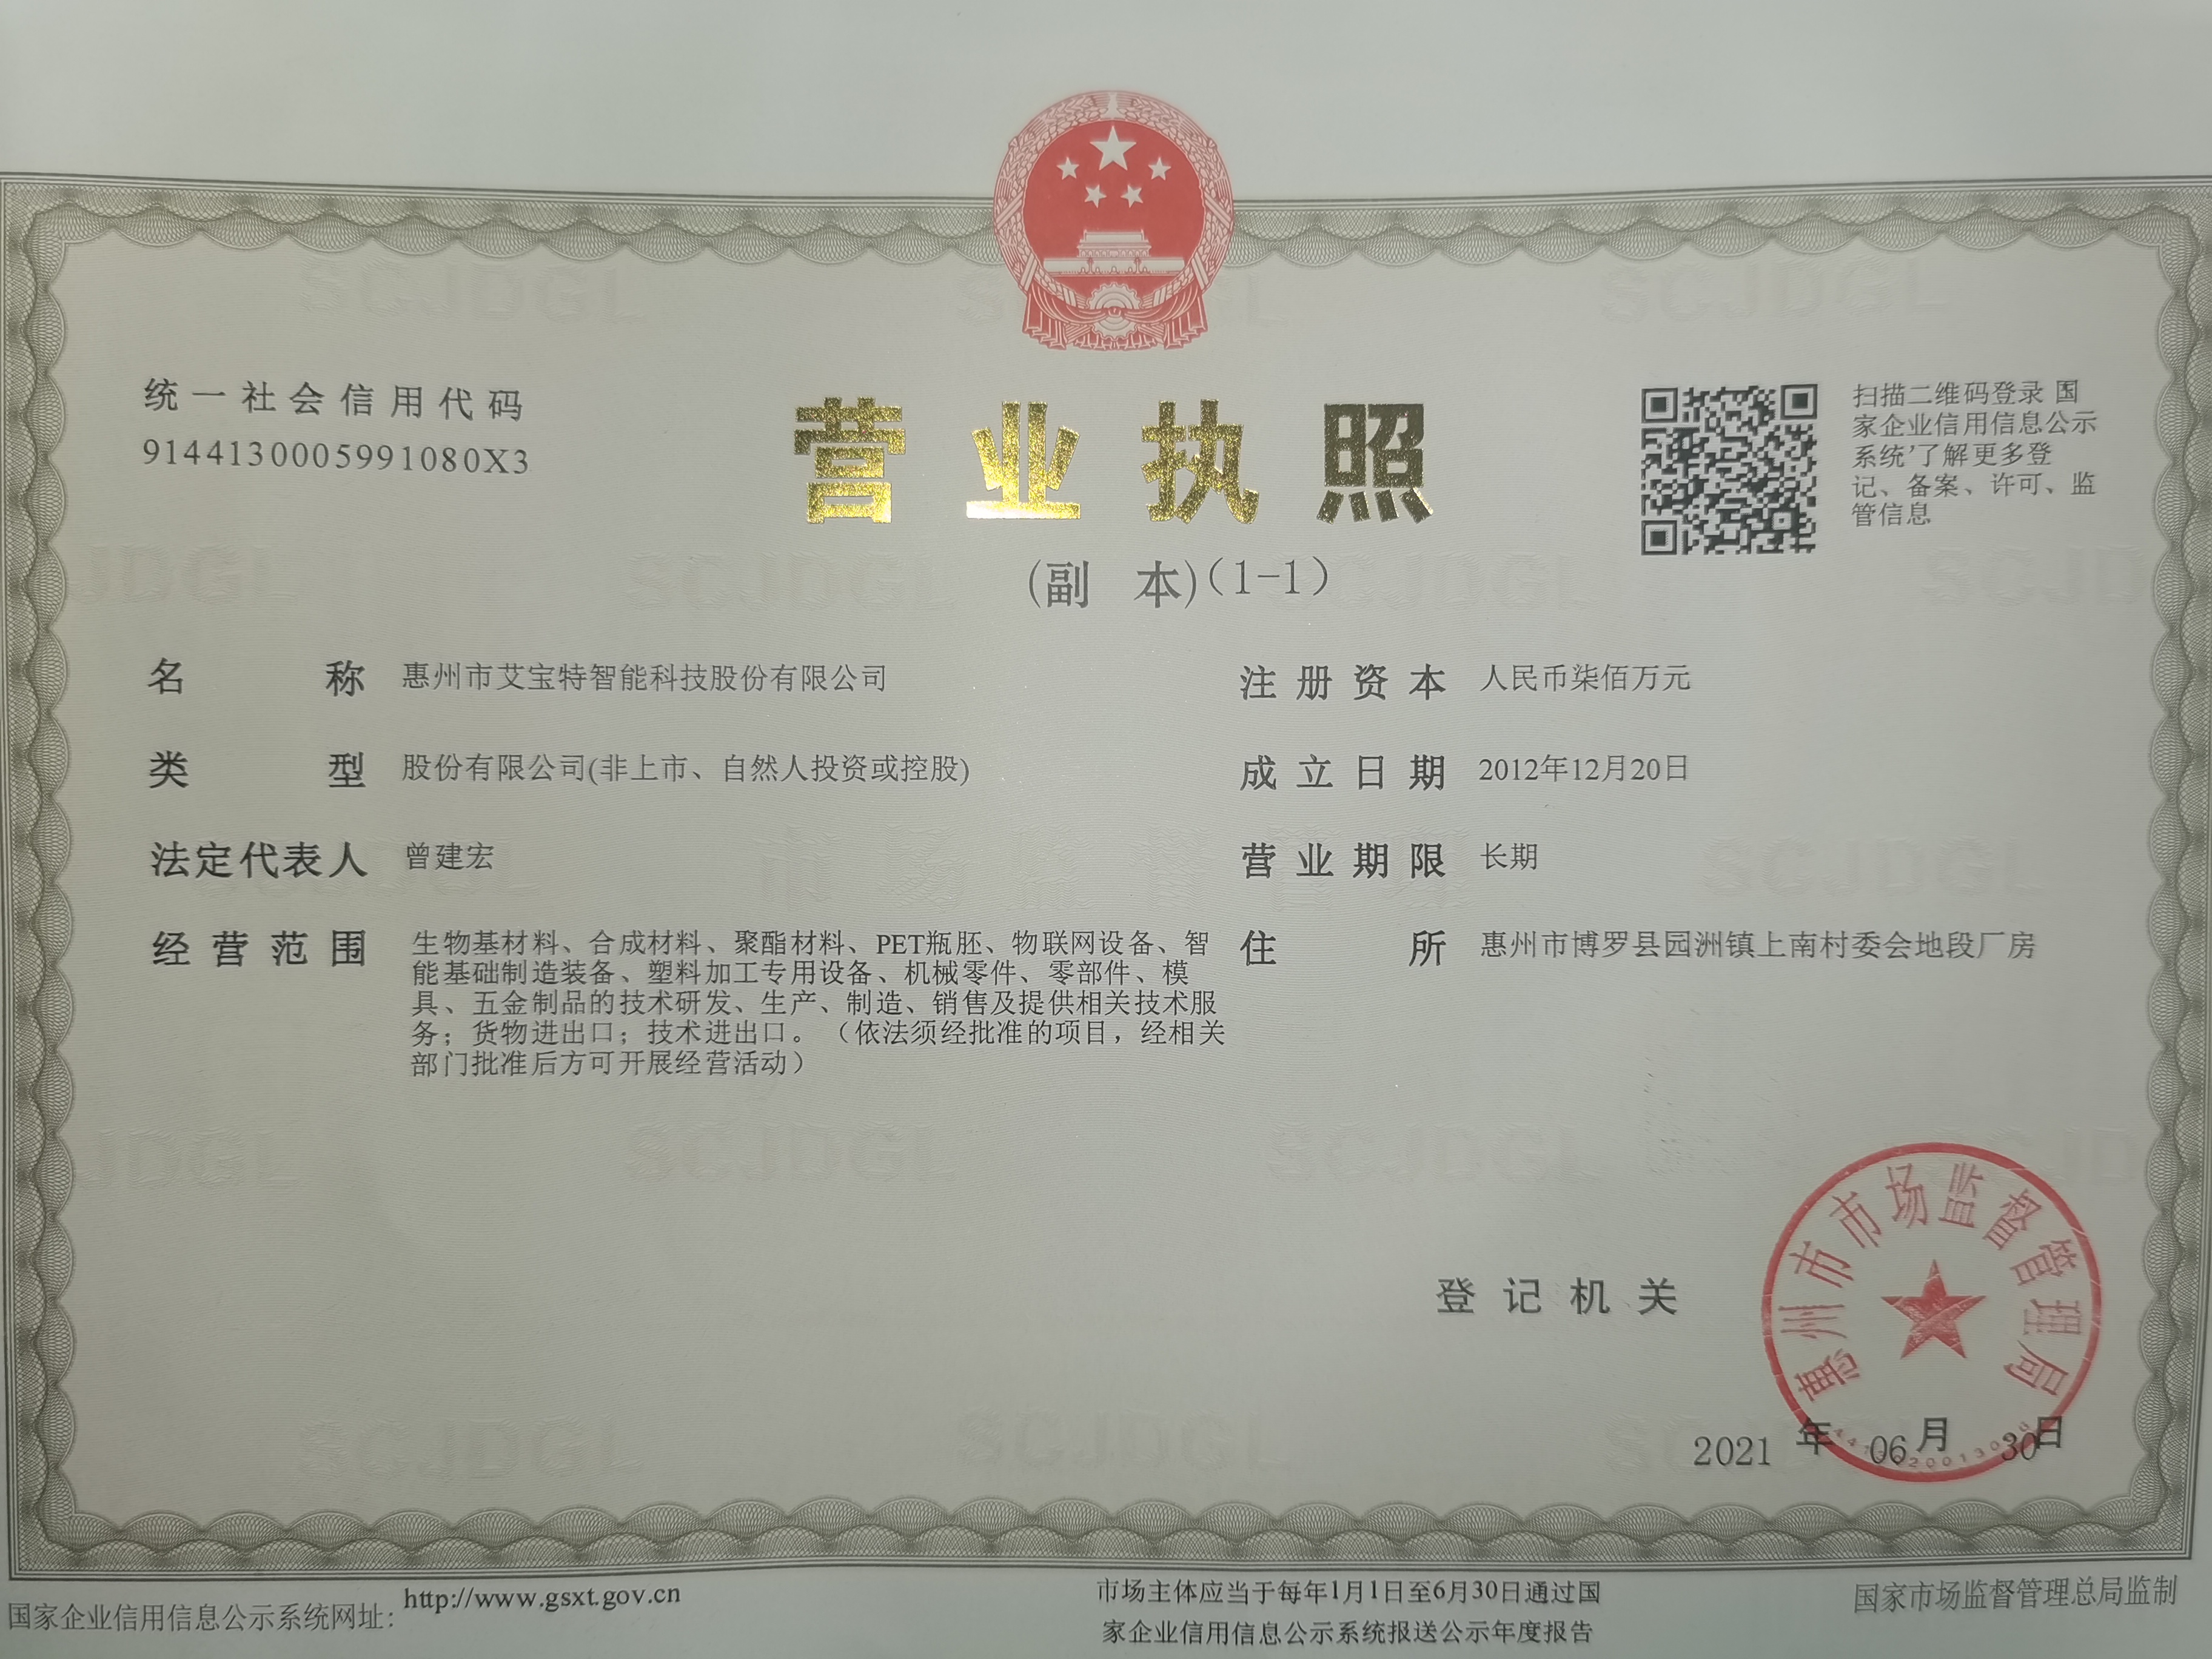 统一社会信用代码
9144130005991080X3
营业执照
(副 本)(1-1)
扫描二维码登录 国
家企业信用信息公示
系统'了解更多登
记、备案、许可、监
管信息
名 称 惠州市艾宝特智能科技股份有限公司
类 型 股份有限公司(非上市、自然人投资或控股)
法定代表人 曾建宏
经营范围 生物基材料、合成材料、聚酯材料、PET瓶胚、物联网设备、智
能基础制造装备、塑料加工专用设备、机械零件、零部件、模
具、五金制品的技术研发、生产、制造、销售及提供相关技术服
务；货物进出口；技术进出口。（依法须经批准的项目，经相关
部门批准后方可开展经营活动）
注册资本 人民币柒佰万元
成立日期 2012年12月20日
营业期限 长期
住 所 惠州市博罗县园洲镇上南村委会地段厂房
登记机关
惠州市市场监督管理局
2021 年 06 月 30 日
国家企业信用信息公示系统网址: http://www.gsxt.gov.cn
市场主体应当于每年1月1日至6月30日通过国
家企业信用信息公示系统报送公示年度报告
国家市场监督管理总局监制